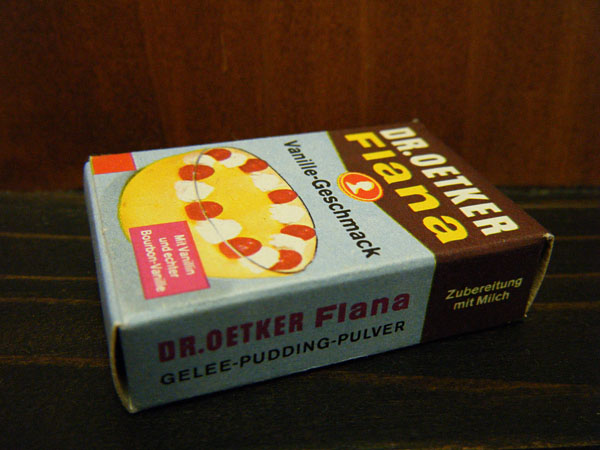 DR.OETKER
Flana
Vanille-Geschmack
Mit Vanillin
und echter
Bourbon-Vanille
DR.OETKER Flana
GELEE-PUDDING-PULVER
Zubereitung
mit Milch